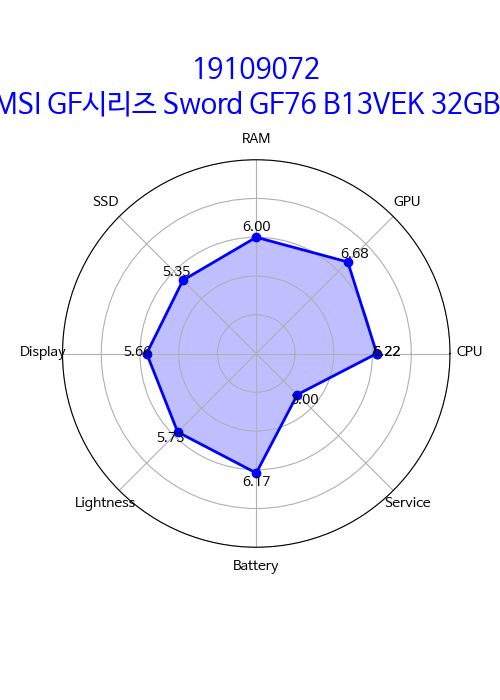 19109072
MSI GF시리즈 Sword GF76 B13VEK 32GB
RAM
SSD
GPU
6.00
6.68
5.35
Display
5.66
6.22
CPU
5.73
3.00
6.17
Lightness
Service
Battery